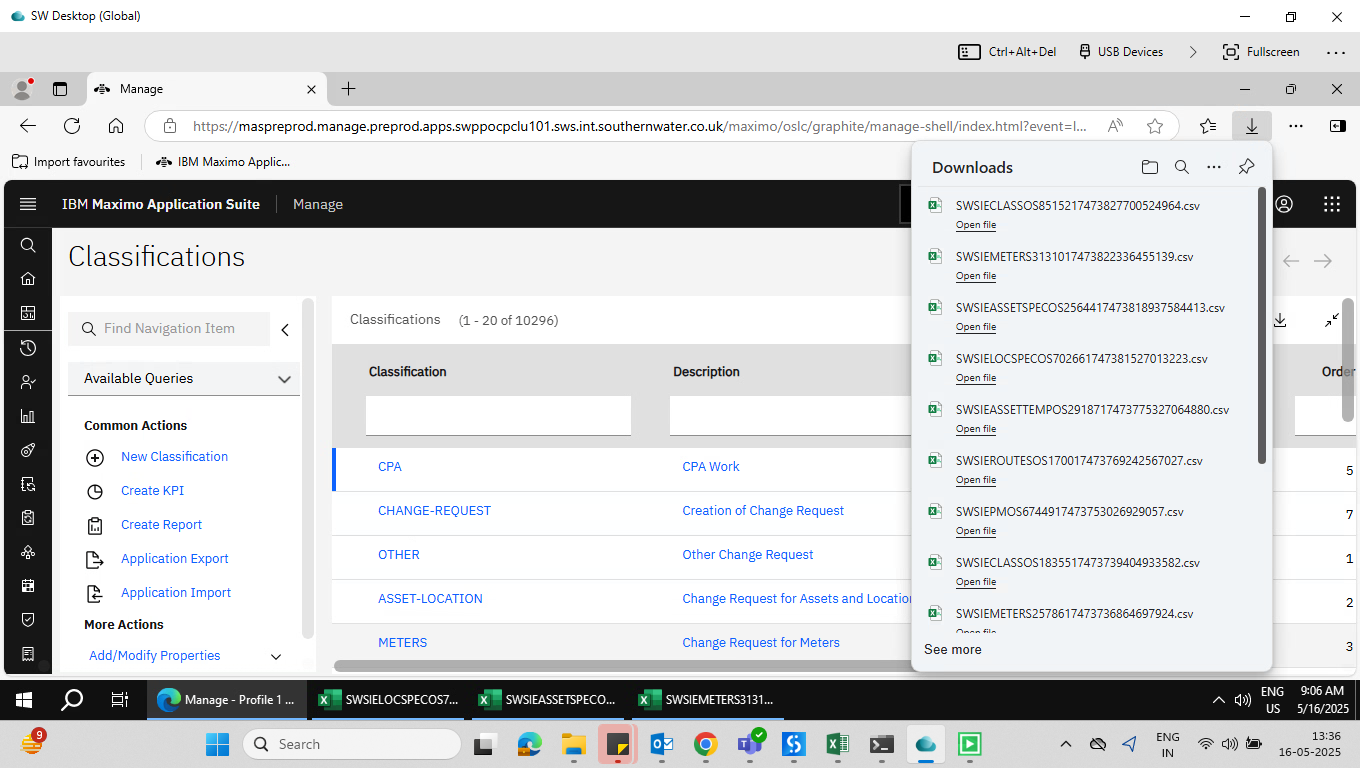 SW Desktop (Global)
Ctrl+Alt+Del
USB Devices
Fullscreen
Manage
https://maspreprod.manage.preprod.apps.swppocpclu101.sws.int.southernwater.co.uk/maximo/oslc/graphite/manage-shell/index.html?event=l...
Import favourites
IBM Maximo Applic...
Downloads
SWSIECLASSOS8515217473827700524964.csv
Open file
SWSIEMETERS3131017473822336455139.csv
Open file
SWSIEASSETSPECOS2564417473818937584413.csv
Open file
SWSIELOCSPECOS702661747381527013223.csv
Open file
SWSIEASSETTEMPOS2918717473775327064880.csv
Open file
SWSIEROUTESOS170017473769242567027.csv
Open file
SWSIEPMOS6744917473753026929057.csv
Open file
SWSIECLASSOS1835517473739404933582.csv
Open file
SWSIEMETERS2578617473736864697924.csv
Open file
See more
IBM Maximo Application Suite
Manage
Classifications
Find Navigation Item
Available Queries
Common Actions
New Classification
Create KPI
Create Report
Application Export
Application Import
More Actions
Add/Modify Properties
Classifications (1 - 20 of 10296)
Classification Description Order
CPA CPA Work 5
CHANGE-REQUEST Creation of Change Request 7
OTHER Other Change Request 1
ASSET-LOCATION Change Request for Assets and Location 2
METERS Change Request for Meters 3
Manage - Profile 1 ...
SWSIELOCSPECOS7...
SWSIEASSETSPECO...
SWSIEMETERS3131...
ENG
US
9:06 AM
5/16/2025
9
Search
ENG
IN
13:36
16-05-2025